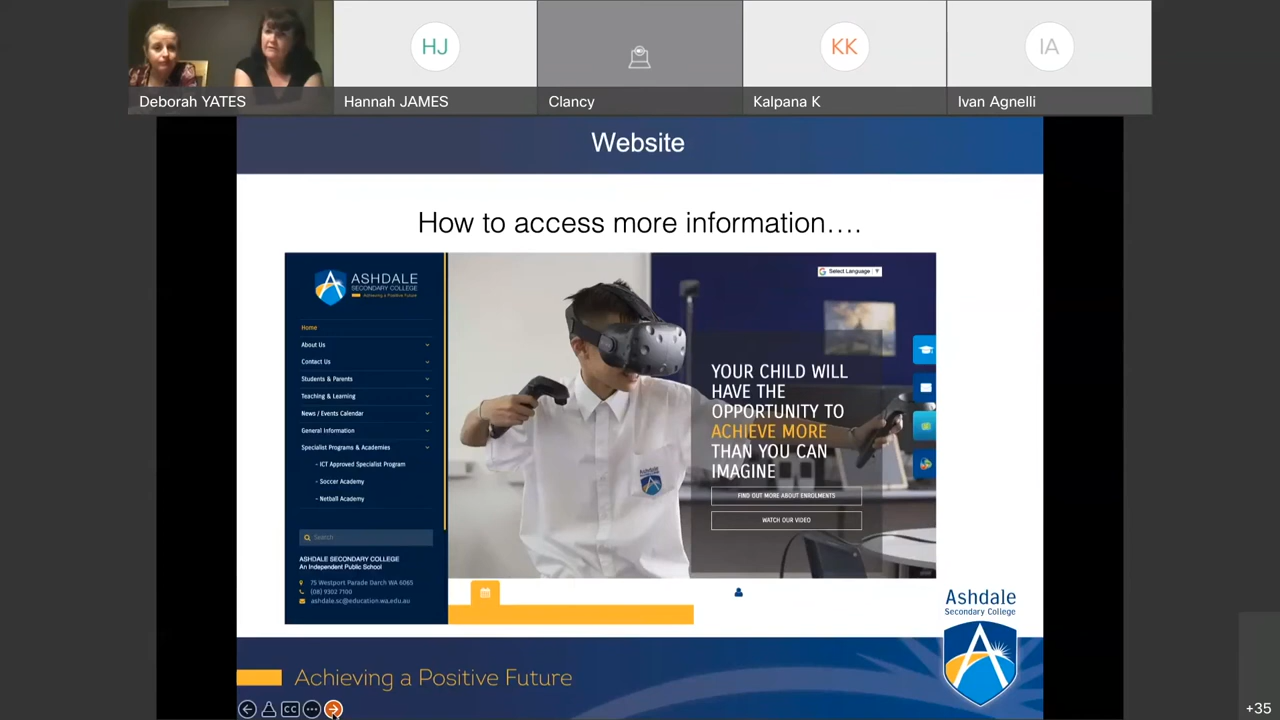 HJ
KK
IA
Deborah YATES
Hannah JAMES
Clancy
Kalpana K
Ivan Agnelli
Website
How to access more information....
ASHDALE
SECONDARY COLLEGE
Achieving a Positive Future
Select Language
Home
About Us
Contact Us
Students & Parents
Teaching & Learning
News / Events Calendar
General Information
Specialist Programs & Academies
- ICT Approved Specialist Program
- Soccer Academy
- Netball Academy
Search
ASHDALE SECONDARY COLLEGE
An Independent Public School
75 Westport Parade Darch WA 6065
(08) 9302 7100
ashdale.sc@education.wa.edu.au
YOUR CHILD WILL
HAVE THE
OPPORTUNITY TO
ACHIEVE MORE
THAN YOU CAN
IMAGINE
FIND OUT MORE ABOUT ENROLMENTS
WATCH OUR VIDEO
Ashdale
Secondary College
Achieving a Positive Future
CC
+35